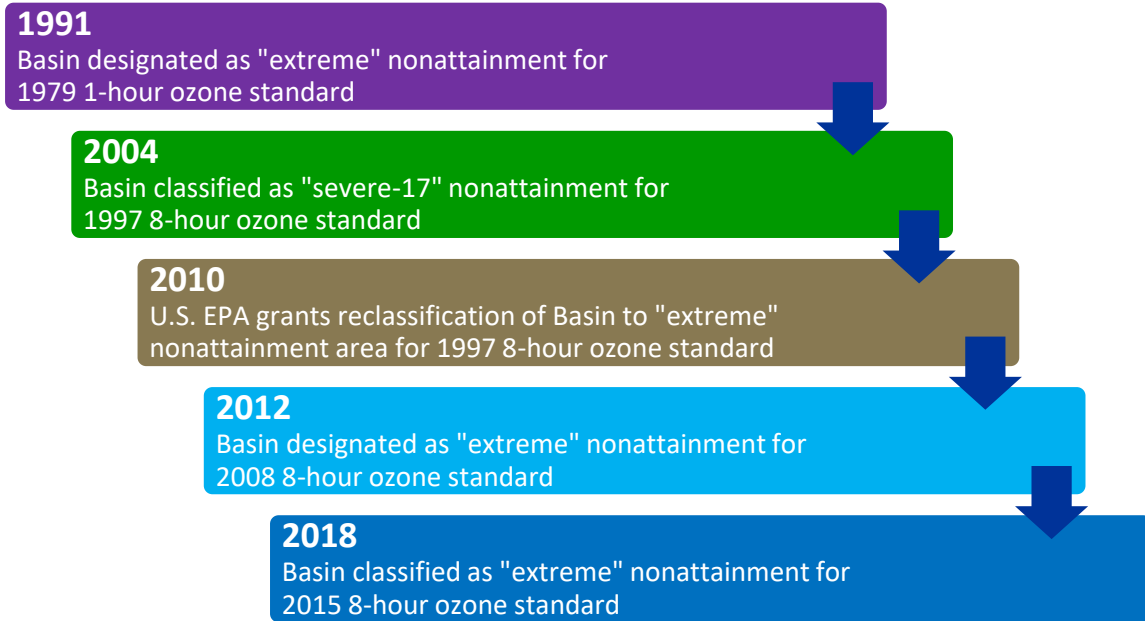 1991
Basin designated as "extreme" nonattainment for
1979 1-hour ozone standard
2004
Basin classified as "severe-17" nonattainment for
1997 8-hour ozone standard
2010
U.S. EPA grants reclassification of Basin to "extreme"
nonattainment area for 1997 8-hour ozone standard
2012
Basin designated as "extreme" nonattainment for
2008 8-hour ozone standard
2018
Basin classified as "extreme" nonattainment for
2015 8-hour ozone standard